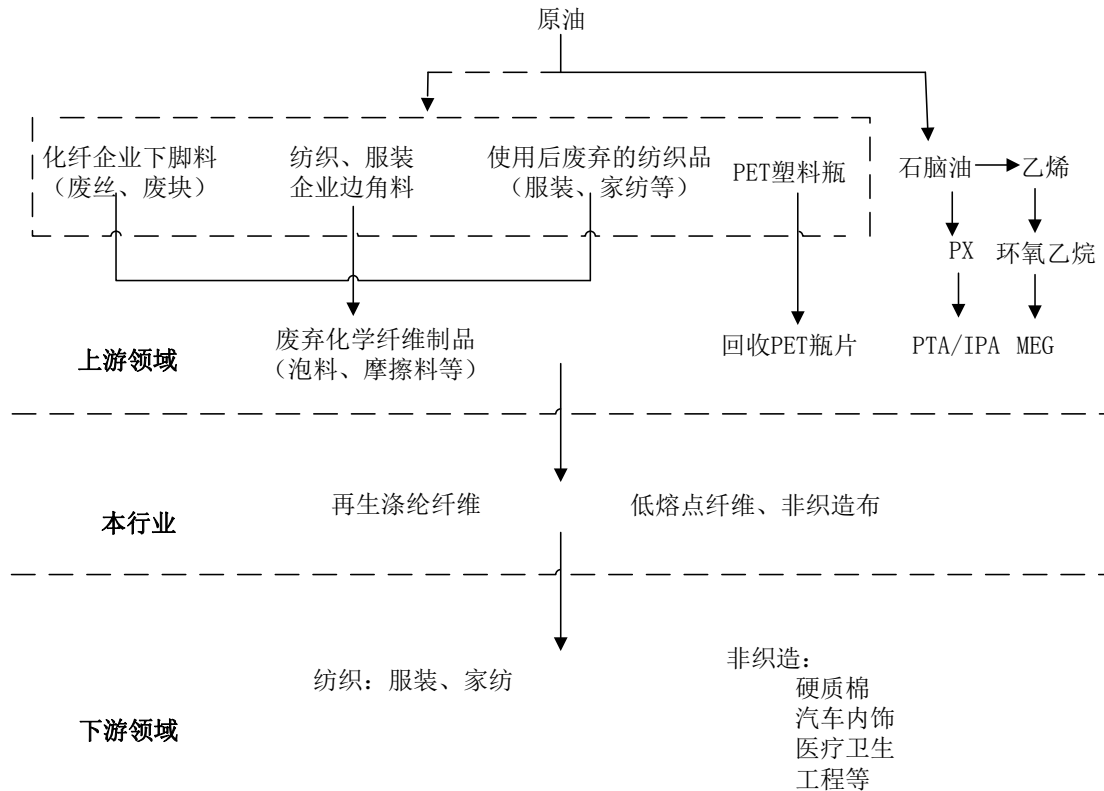 原油
化纤企业下脚料
（废丝、废块）
纺织、服装
企业边角料
使用后废弃的纺织品
（服装、家纺等）
PET塑料瓶
石脑油
乙烯
PX
环氧乙烷
废弃化学纤维制品
（泡料、摩擦料等）
回收PET瓶片
PTA/IPA
MEG
上游领域
再生涤纶纤维
低熔点纤维、非织造布
本行业
纺织：服装、家纺
非织造：
硬质棉
汽车内饰
医疗卫生
工程等
下游领域